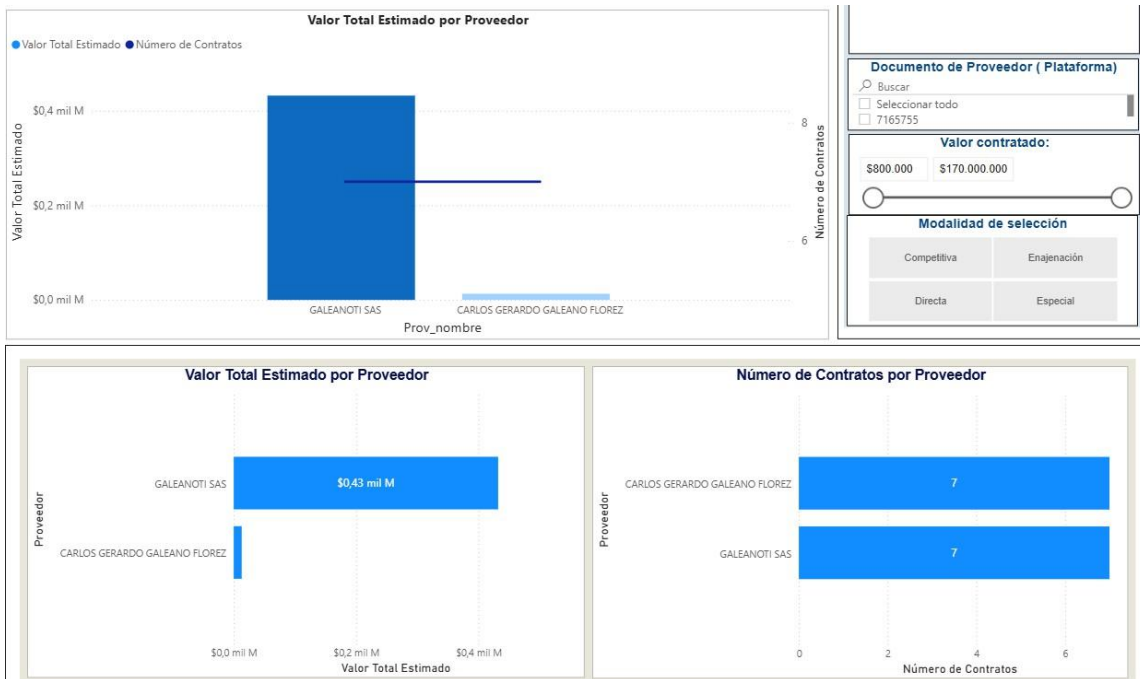 Valor Total Estimado por Proveedor
Valor Total Estimado Número de Contratos
Valor Total Estimado
$0,4 mil M
$0,2 mil M
$0,0 mil M
8
6
Número de Contratos
GALEANOTI SAS
CARLOS GERARDO GALEANO FLOREZ
Prov_nombre
Documento de Proveedor ( Plataforma)
Buscar
Seleccionar todo
7165755
Valor contratado:
$800.000 $170.000.000
Modalidad de selección
Competitiva Enajenación
Directa Especial
Valor Total Estimado por Proveedor
Proveedor
GALEANOTI SAS
$0,43 mil M
CARLOS GERARDO GALEANO FLOREZ
$0,0 mil M $0,2 mil M $0,4 mil M
Valor Total Estimado
Número de Contratos por Proveedor
Proveedor
CARLOS GERARDO GALEANO FLOREZ
7
GALEANOTI SAS
7
0 2 4 6
Número de Contratos